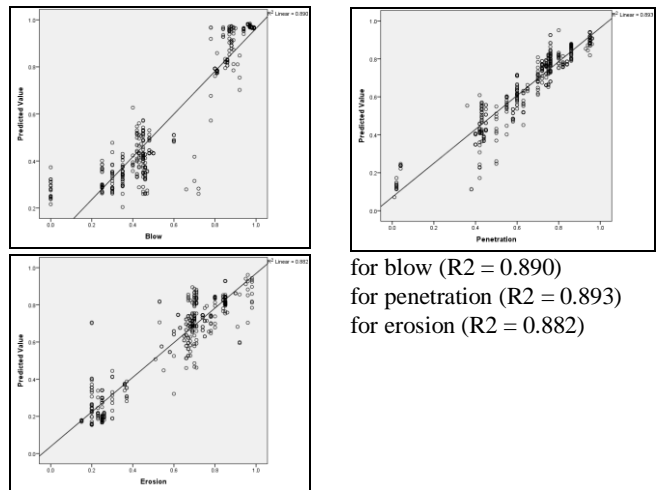 R² Linear = 0.890
Predicted Value
1.0
0.8
0.6
0.4
0.2
0.0 0.2 0.4 0.6 0.8 1.0
Blow
R² Linear = 0.893
Predicted Value
1.0
0.8
0.6
0.4
0.2
0.0
0.0 0.2 0.4 0.6 0.8 1.0
Penetration
R² Linear = 0.882
Predicted Value
1.0
0.8
0.6
0.4
0.2
0.0
0.0 0.2 0.4 0.6 0.8 1.0
Erosion
for blow (R2 = 0.890)
for penetration (R2 = 0.893)
for erosion (R2 = 0.882)